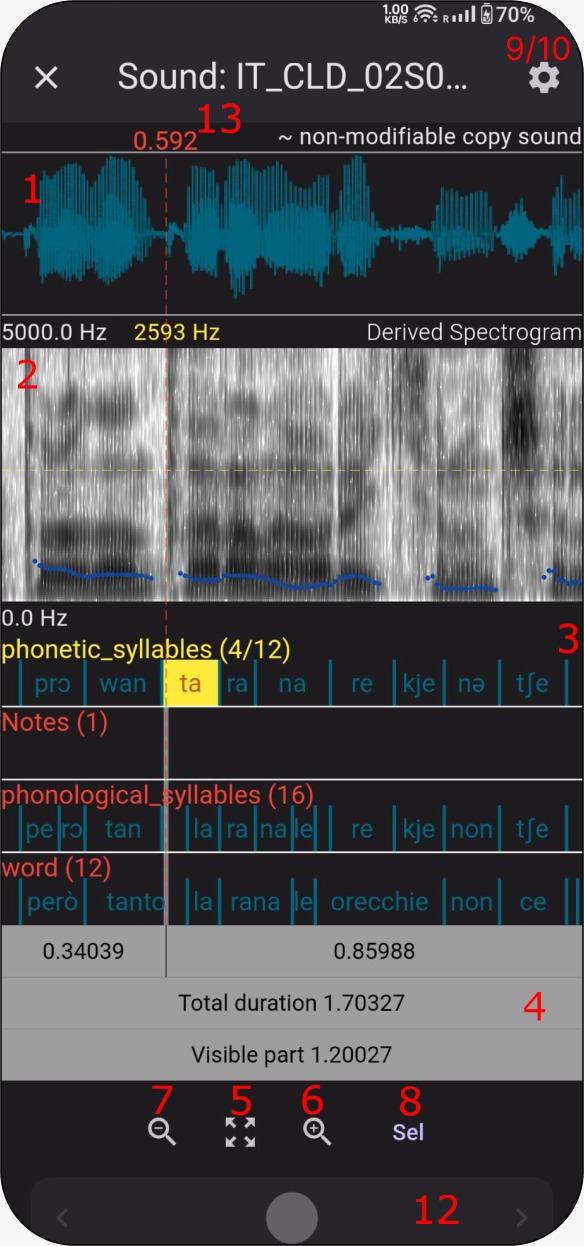 1.00 KB/S R 70%
9/10
Sound: IT_CLD_02S0...
13
0.592 ~ non-modifiable copy sound
1
5000.0 Hz 2593 Hz Derived Spectrogram
2
0.0 Hz
3
phonetic_syllables (4/12)
prɔ wan ta ra na re kje nə tʃe
Notes (1)
phonological_syllables (16)
pe rɔ tan la ra na le re kje non tʃe
word (12)
però tanto la rana le orecchie non ce
0.34039 0.85988
Total duration 1.70327
4
Visible part 1.20027
7 5 6 8
Sel
12